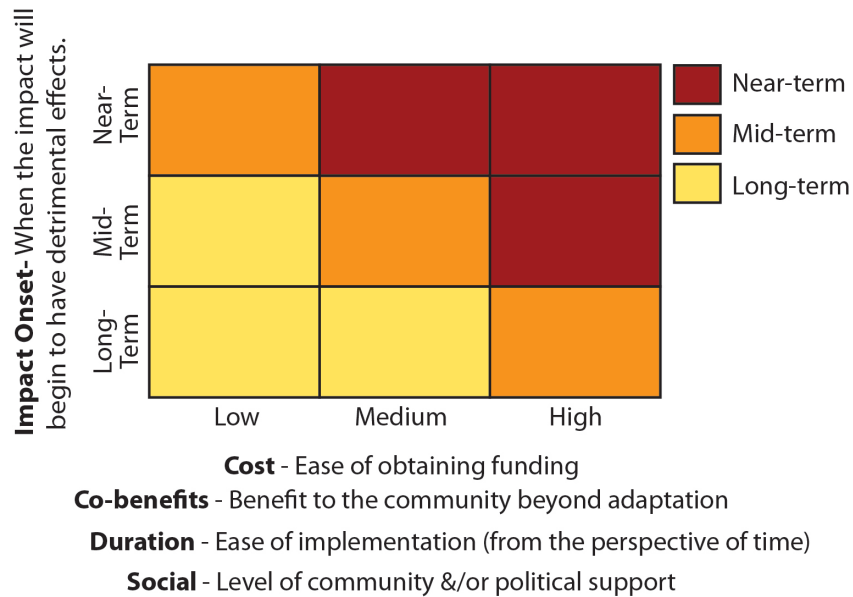 Impact Onset- When the impact will
begin to have detrimental effects.
Near-
Term
Mid-
Term
Long-
Term
Low
Medium
High
Near-term
Mid-term
Long-term
Cost - Ease of obtaining funding
Co-benefits - Benefit to the community beyond adaptation
Duration - Ease of implementation (from the perspective of time)
Social - Level of community &/or political support